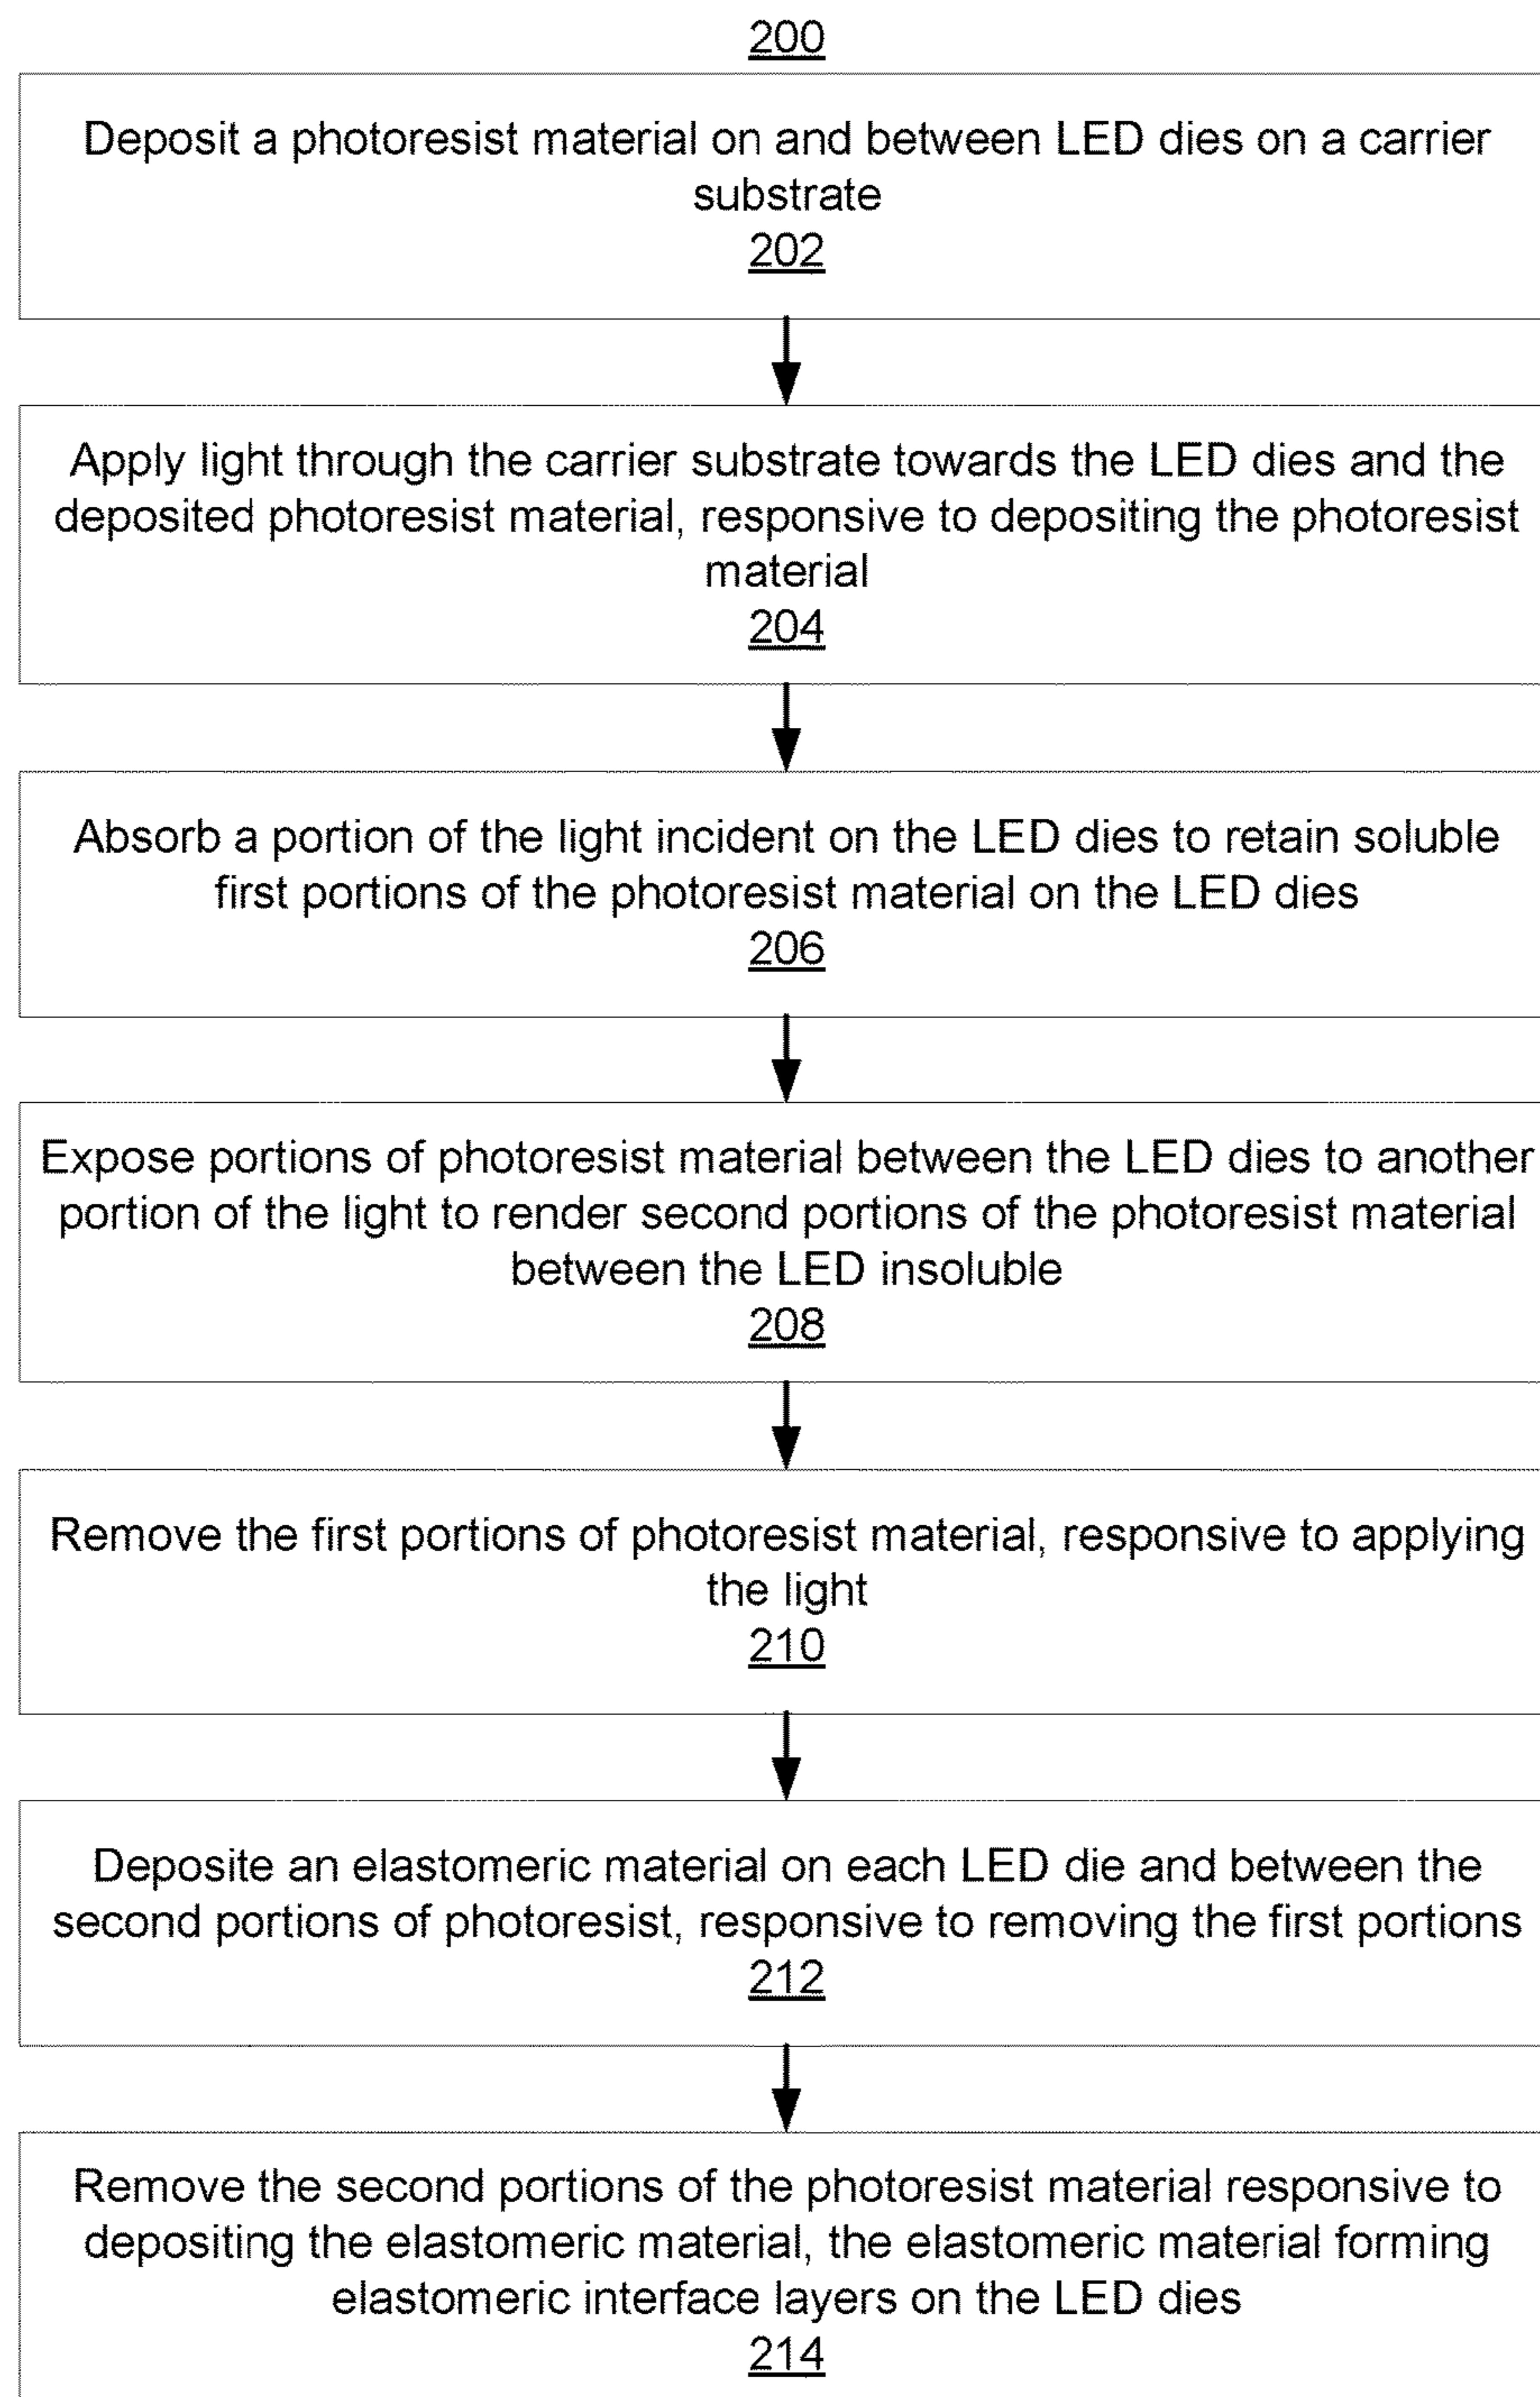 200
Deposit a photoresist material on and between LED dies on a carrier
substrate
202
Apply light through the carrier substrate towards the LED dies and the
deposited photoresist material, responsive to depositing the photoresist
material
204
Absorb a portion of the light incident on the LED dies to retain soluble
first portions of the photoresist material on the LED dies
206
Expose portions of photoresist material between the LED dies to another
portion of the light to render second portions of the photoresist material
between the LED insoluble
208
Remove the first portions of photoresist material, responsive to applying
the light
210
Deposite an elastomeric material on each LED die and between the
second portions of photoresist, responsive to removing the first portions
212
Remove the second portions of the photoresist material responsive to
depositing the elastomeric material, the elastomeric material forming
elastomeric interface layers on the LED dies
214